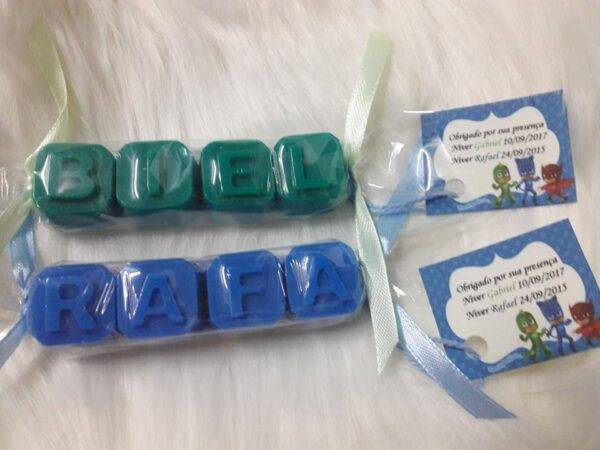 BIEL
Obrigado por sua presença
Niver Gabriel 10/09/2017
Niver Rafael 24/09/2015
RAFA
Obrigado por sua presença
Niver Gabriel 10/09/2017
Niver Rafael 24/09/2015